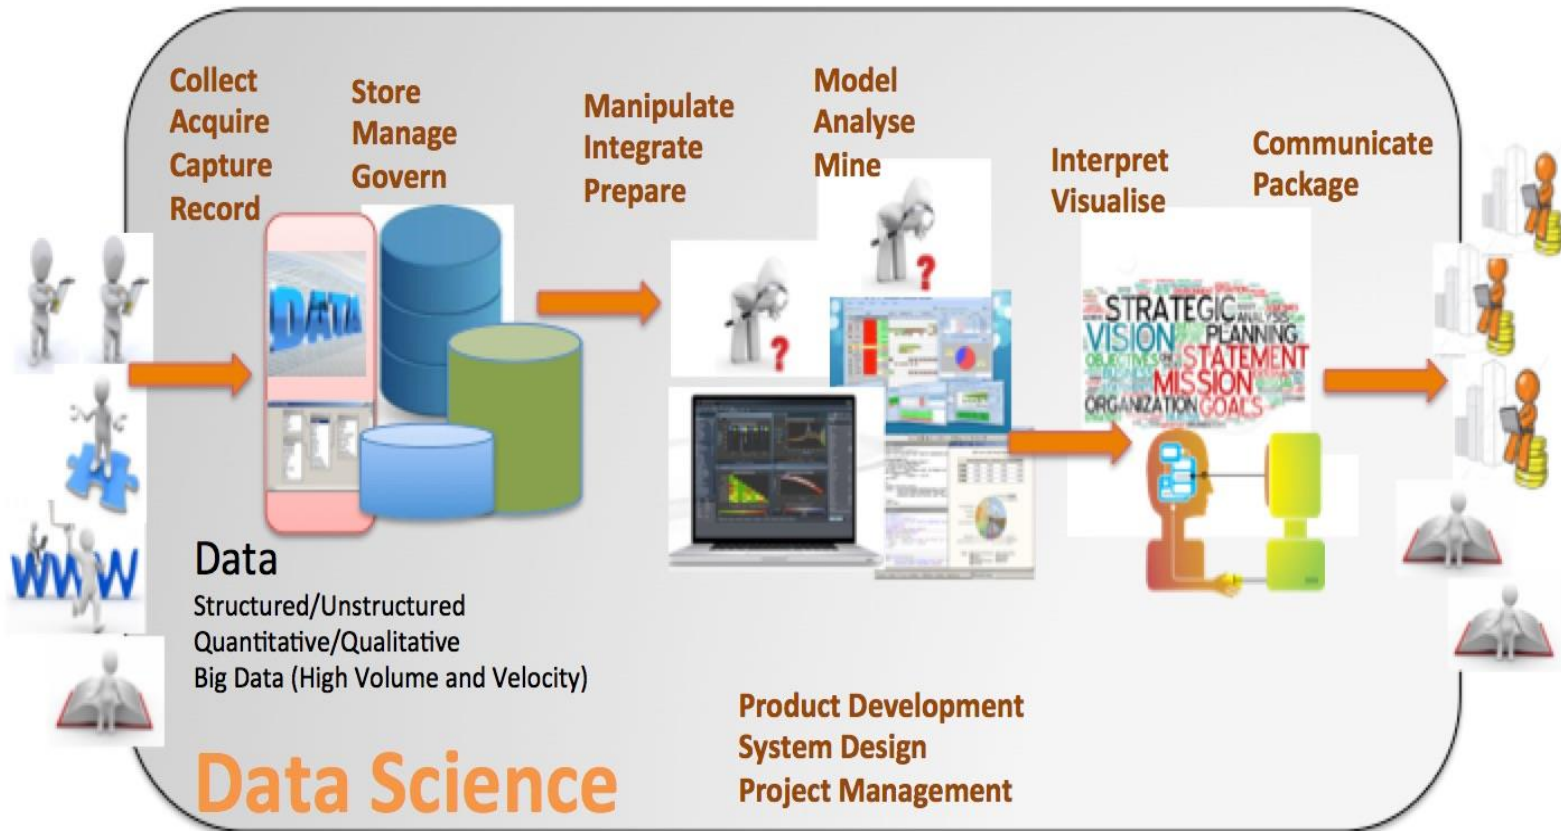 Collect
Acquire
Capture
Record
Store
Manage
Govern
Manipulate
Integrate
Prepare
Model
Analyse
Mine
Interpret
Visualise
Communicate
Package
DATA
?
?
STRATEGIC
ANALYSIS
VISION
PLANNING
OBJECTIVES
STATEMENT
MISSION
ORGANIZATION GOALS
WWW
Data
Structured/Unstructured
Quantitative/Qualitative
Big Data (High Volume and Velocity)
Product Development
System Design
Project Management
Data Science